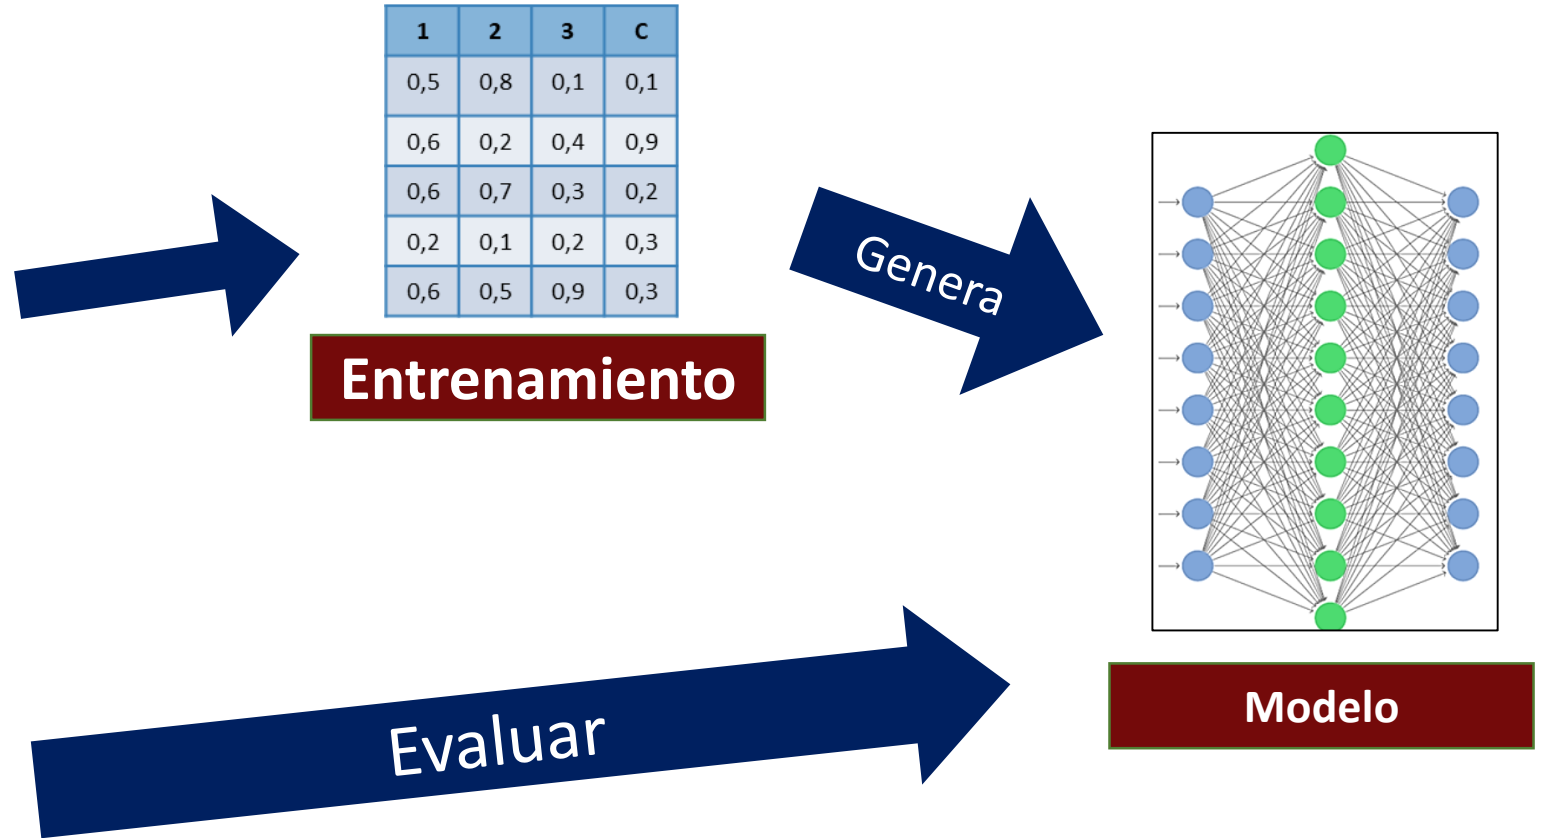 1 2 3 C
0,5 0,8 0,1 0,1
0,6 0,2 0,4 0,9
0,6 0,7 0,3 0,2
0,2 0,1 0,2 0,3
0,6 0,5 0,9 0,3
Entrenamiento
Genera
Evaluar
Modelo